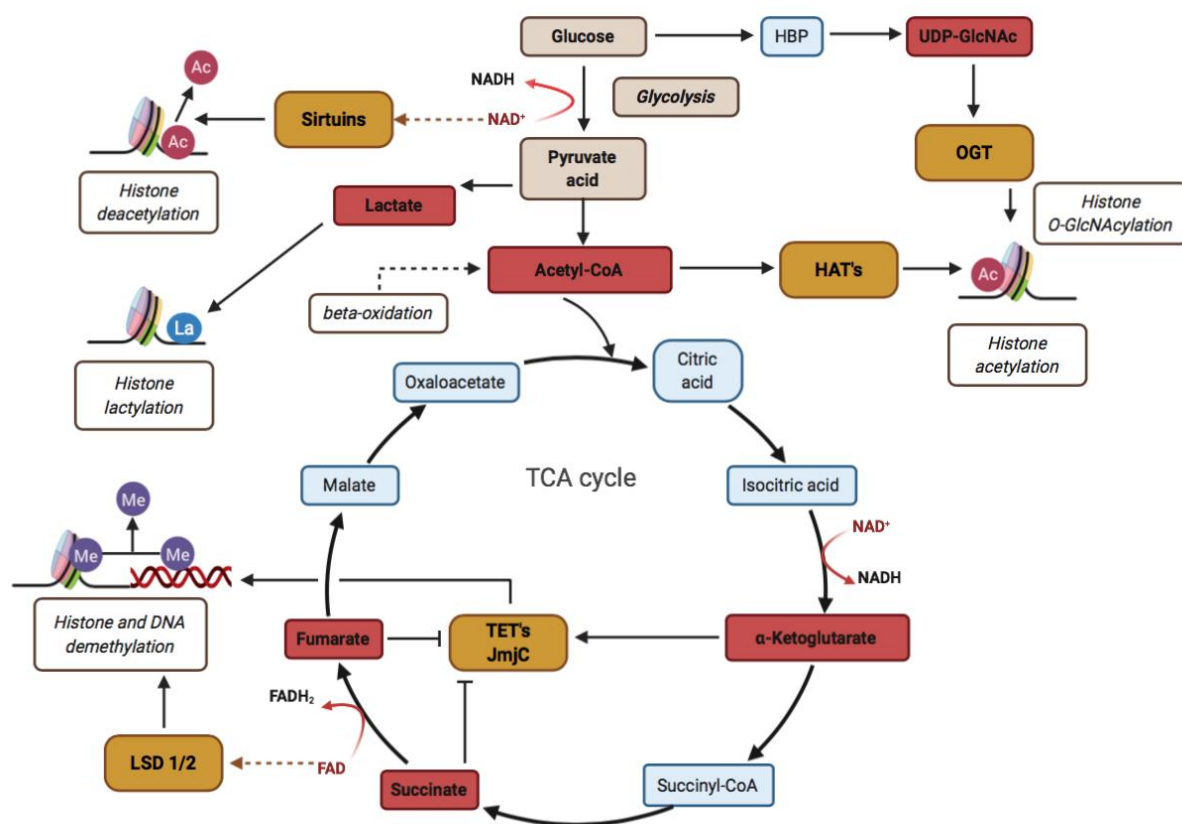 Glucose
HBP
UDP-GlcNAc
Ac
NADH
Glycolysis
Sirtuins
NAD⁺
Ac
OGT
Pyruvate
acid
Histone
deacetylation
Lactate
Histone
O-GlcNAcylation
Acetyl-CoA
HAT's
Ac
beta-oxidation
La
Histone
acetylation
Citric
acid
Oxaloacetate
Histone
lactylation
TCA cycle
Malate
Isocitric acid
Me
NAD⁺
Me
Me
NADH
Histone and DNA
demethylation
Fumarate
TET's
JmjC
α-Ketoglutarate
FADH₂
LSD 1/2
FAD
Succinate
Succinyl-CoA